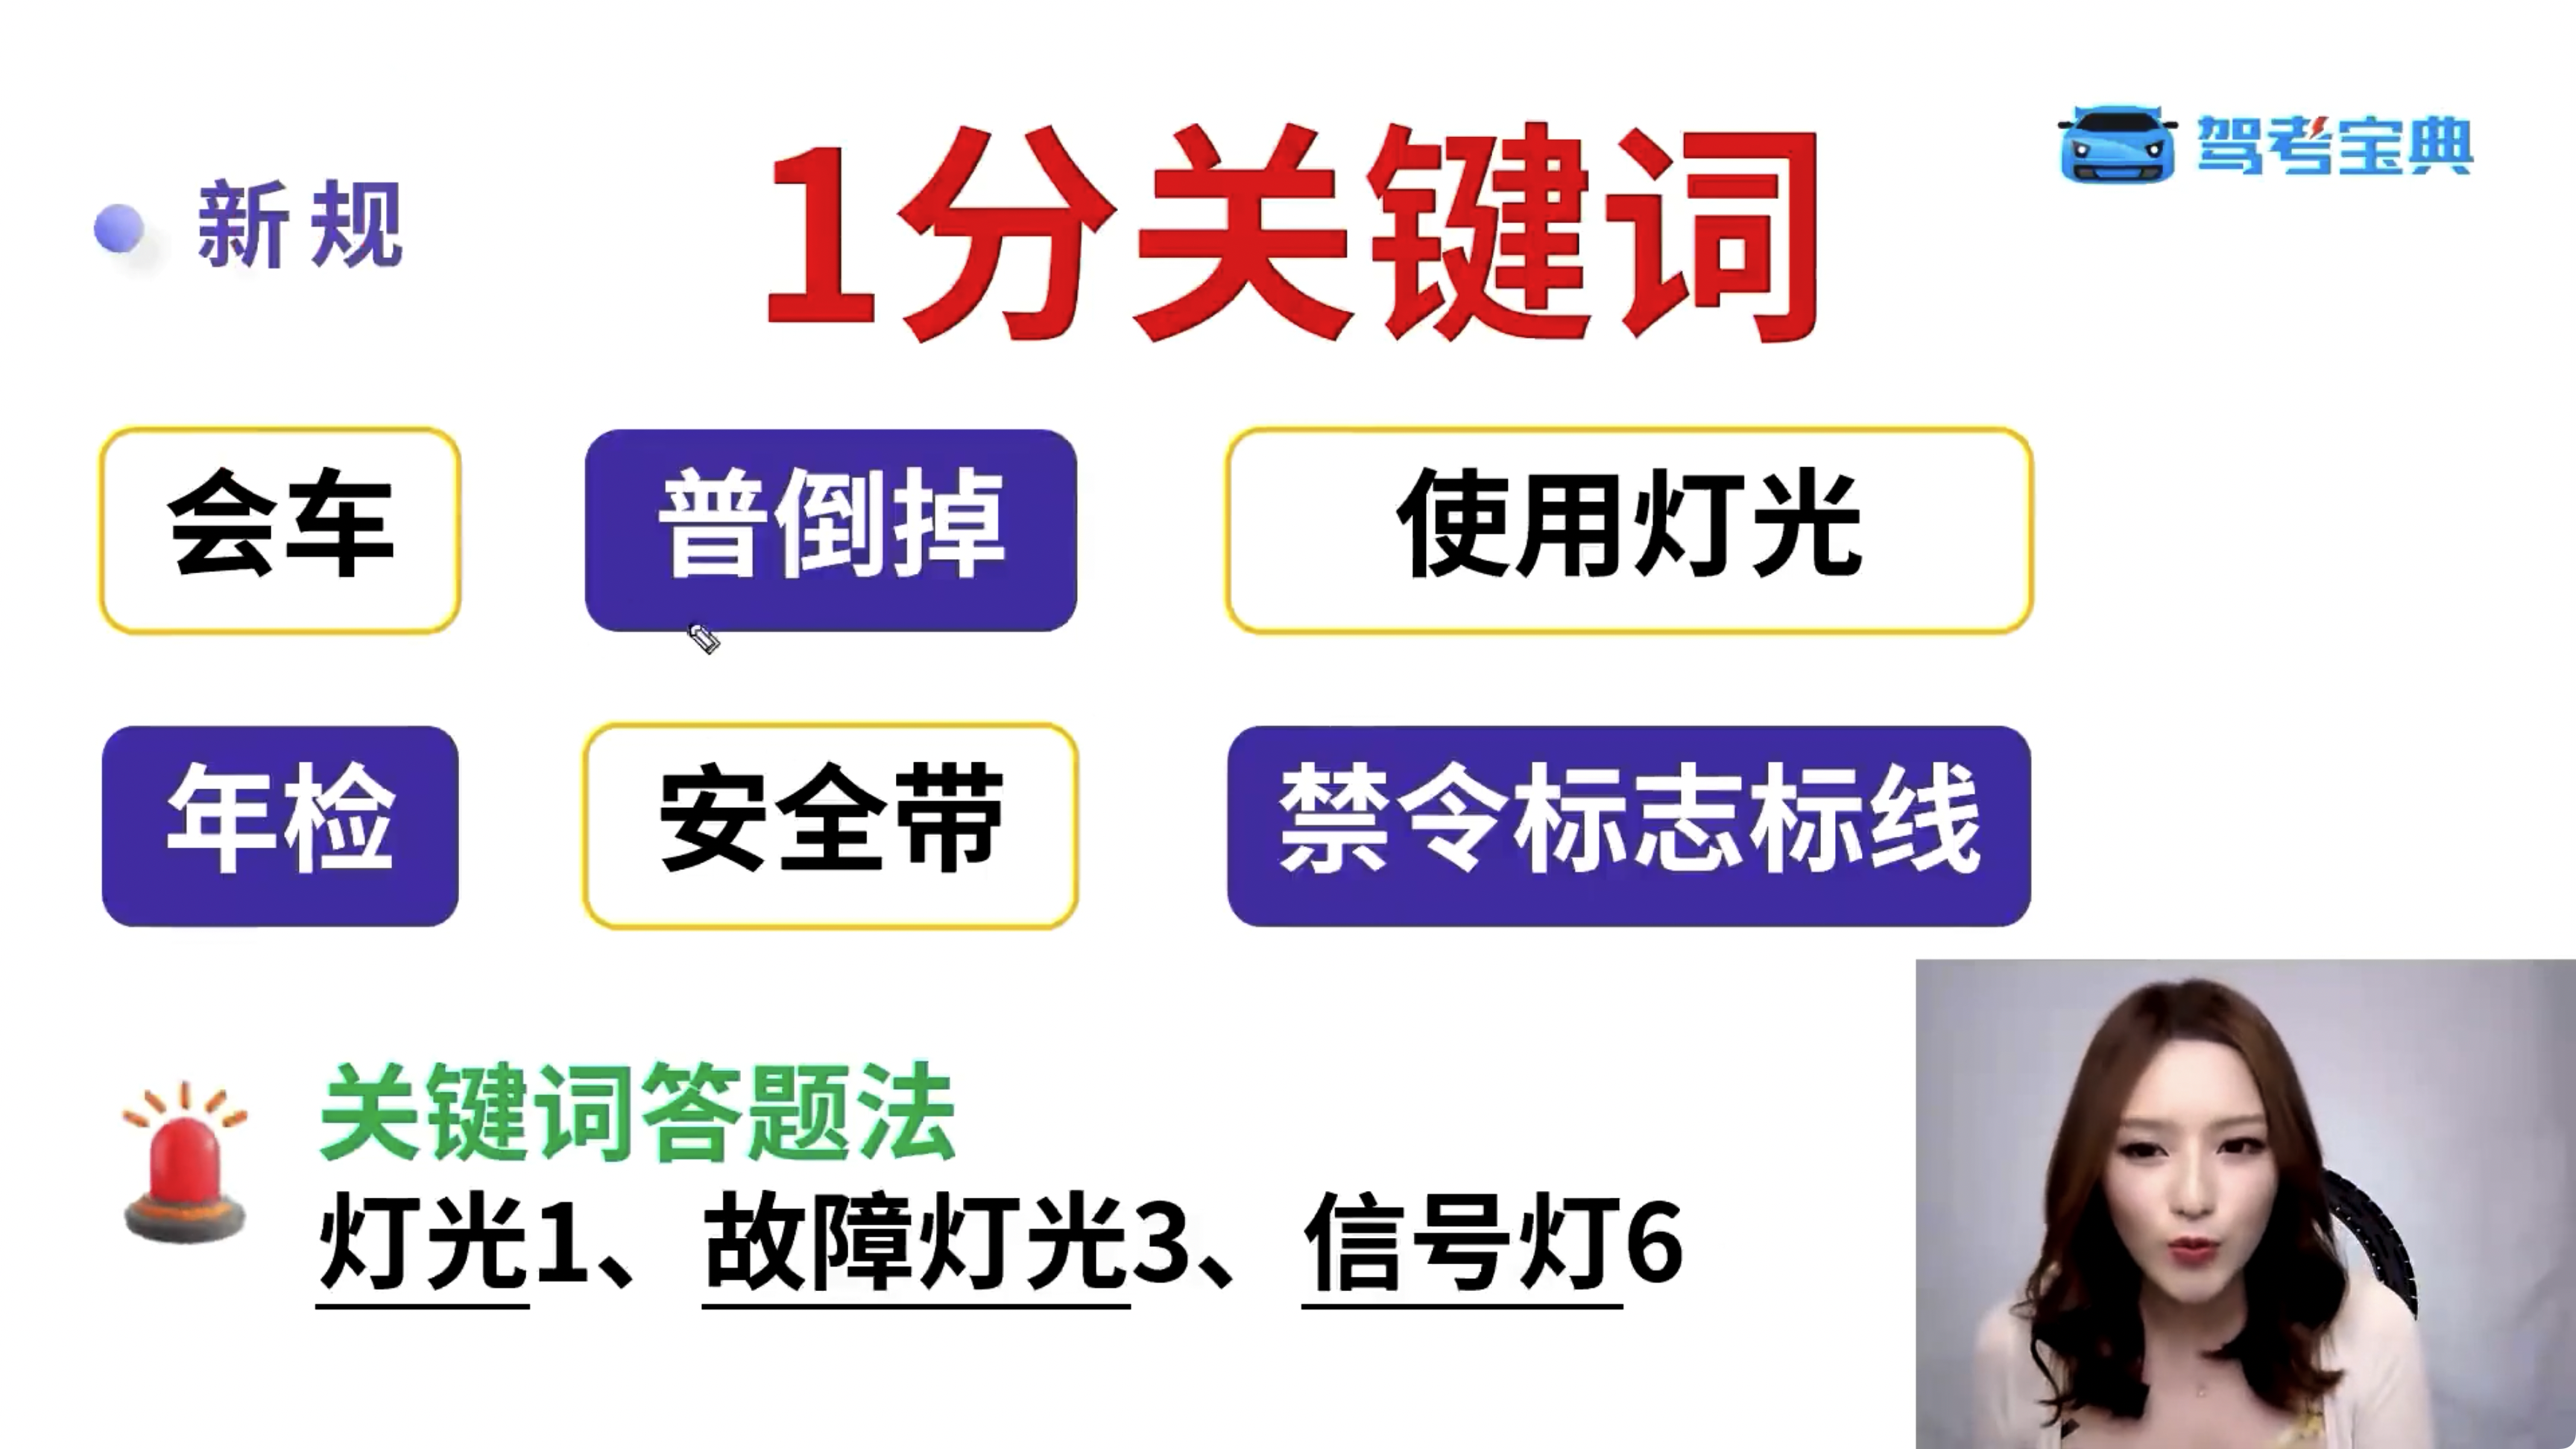 新规
1分关键词
驾考宝典
会车
普倒掉
使用灯光
年检
安全带
禁令标志标线
关键词答题法
灯光1、故障灯光3、信号灯6